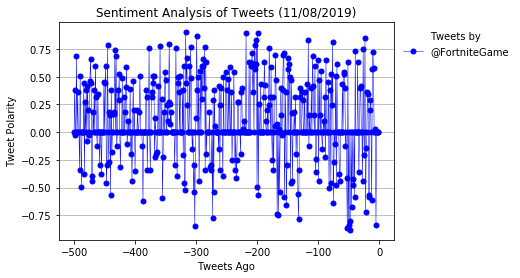 Sentiment Analysis of Tweets (11/08/2019)
Tweets by
@FortniteGame
Tweet Polarity
0.75
0.50
0.25
0.00
−0.25
−0.50
−0.75
−500
−400
−300
−200
−100
0
Tweets Ago